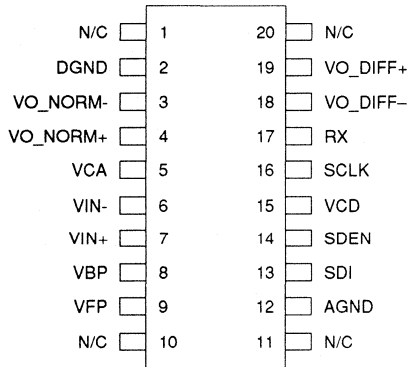 N/C 1 20 N/C
DGND 2 19 VO_DIFF+
VO_NORM- 3 18 VO_DIFF–
VO_NORM+ 4 17 RX
VCA 5 16 SCLK
VIN- 6 15 VCD
VIN+ 7 14 SDEN
VBP 8 13 SDI
VFP 9 12 AGND
N/C 10 11 N/C